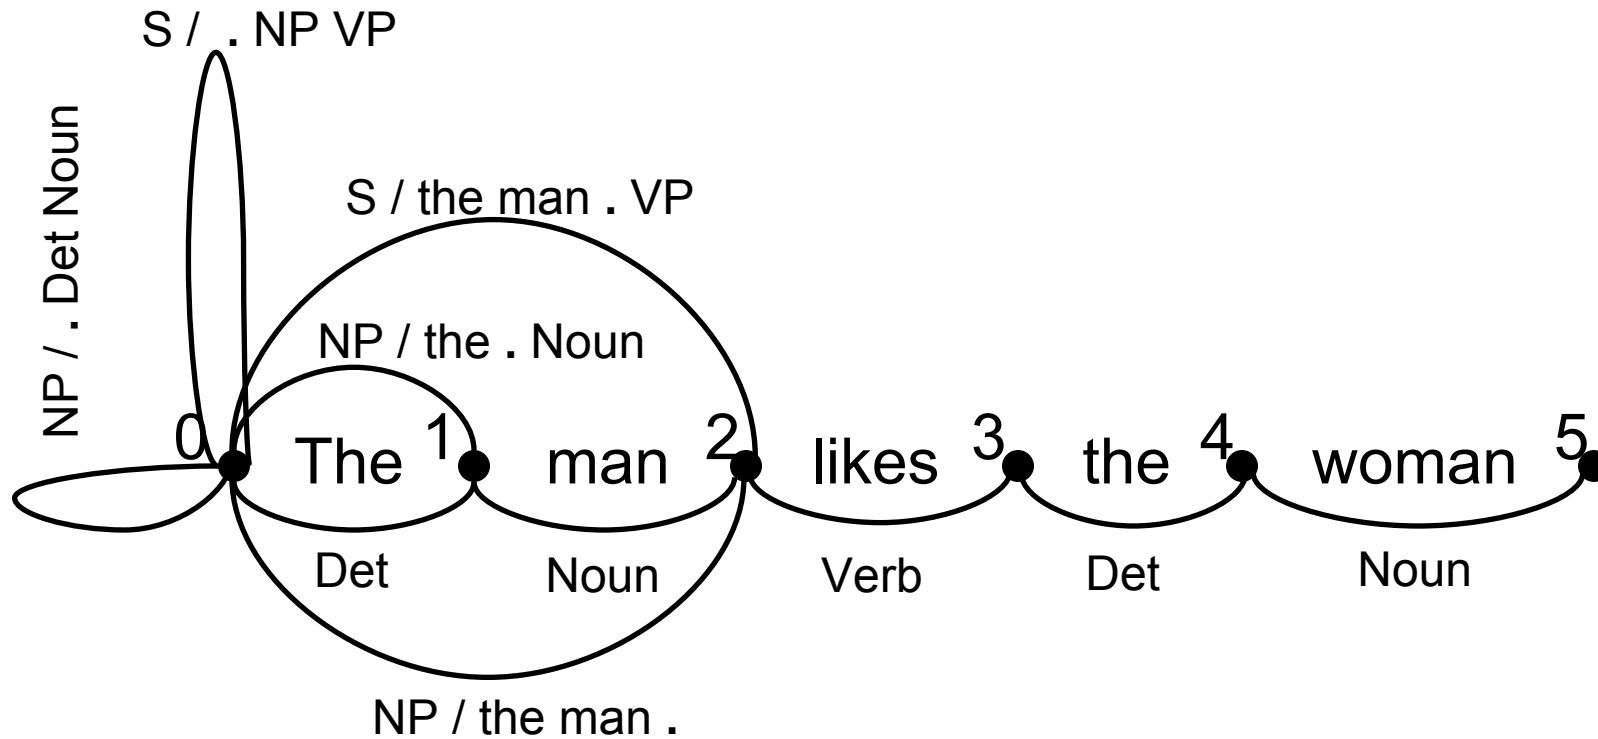 S / . NP VP
NP / . Det Noun
S / the man . VP
NP / the . Noun
0 The 1 man 2 likes 3 the 4 woman 5
Det Noun Verb Det Noun
NP / the man .